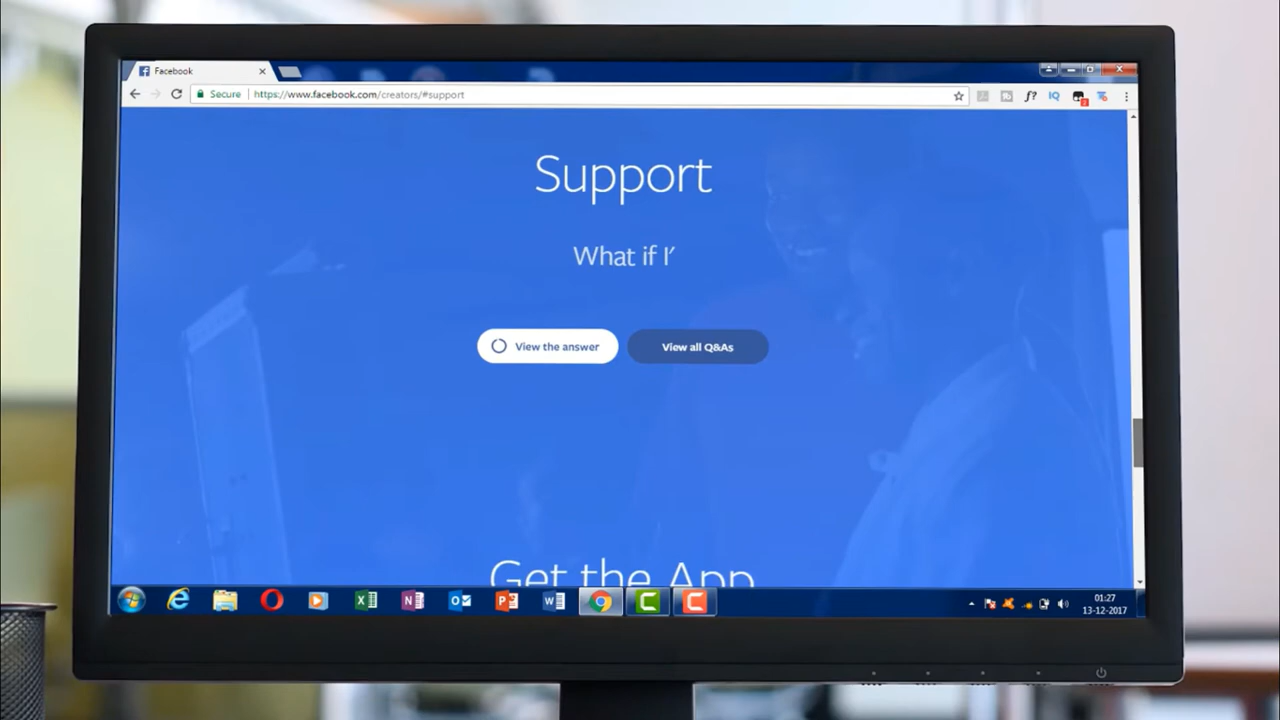 Facebook
Secure https://www.facebook.com/creators/#support
f?
IQ
Support
What if I'
View the answer
View all Q&As
Get the App
01:27
13-12-2017